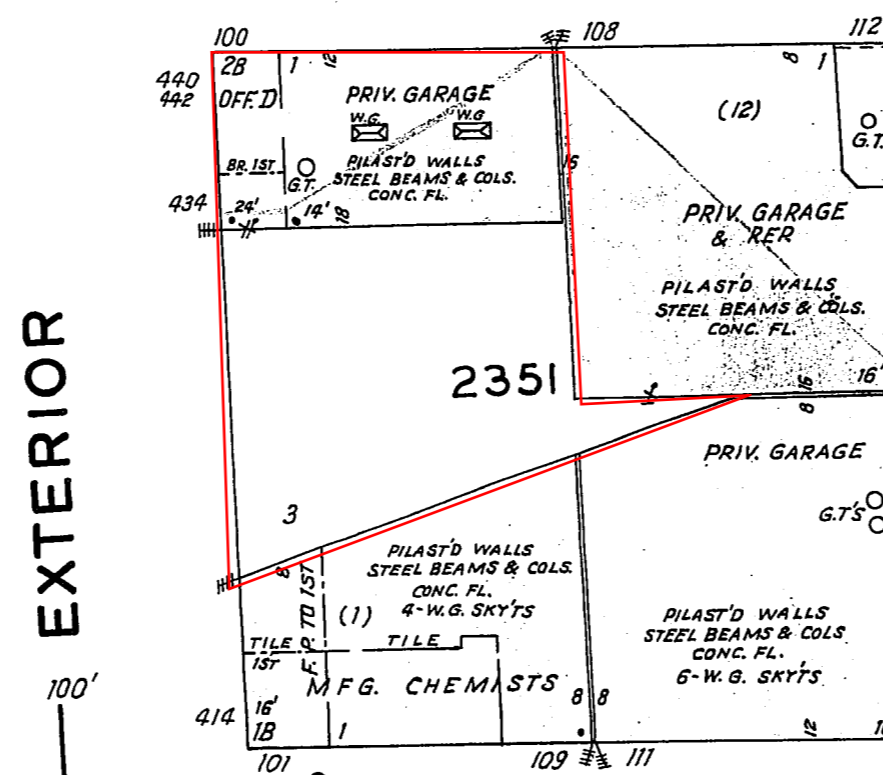 100
108
112
440
442
2B
1
12
8
1
OFF. D
PRIV. GARAGE
(12)
W.G.
W.G
G.T.
BR. 1ST
G.T.
PILAST'D WALLS
STEEL BEAMS & COLS.
CONC. FL.
16
434
24'
14'
18
PRIV. GARAGE
& RER
PILAST'D WALLS
STEEL BEAMS & COLS.
CONC. FL.
2351
16
16'
8
EXTERIOR
PRIV. GARAGE
G.T'S
3
8
PILAST'D WALLS
STEEL BEAMS & COLS.
CONC. FL.
4-W.G. SKY'TS
F. P. TO 1ST
(1)
TILE
1ST
TILE
PILAST'D WALLS
STEEL BEAMS & COLS
CONC. FL.
6-W.G. SKY'TS
MFG. CHEMISTS
100'
414
16'
1B
1
8
8
12
101
109
111